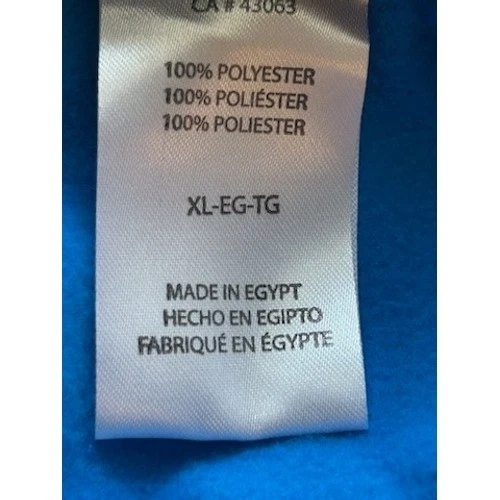 CA # 43063
100% POLYESTER
100% POLIÉSTER
100% POLIESTER
XL-EG-TG
MADE IN EGYPT
HECHO EN EGIPTO
FABRIQUÉ EN ÉGYPTE